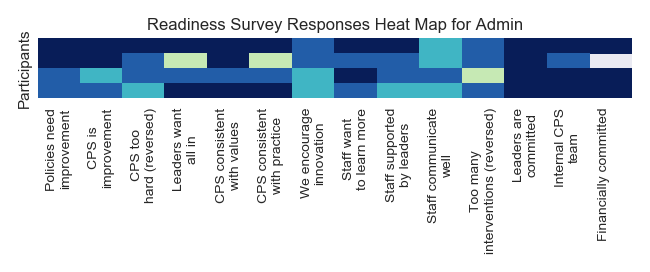 Readiness Survey Responses Heat Map for Admin
Participants
Policies need
improvement
CPS is
improvement
CPS too
hard (reversed)
Leaders want
all in
CPS consistent
with values
CPS consistent
with practice
We encourage
innovation
Staff want
to learn more
Staff supported
by leaders
Staff communicate
well
Too many
interventions (reversed)
Leaders are
committed
Internal CPS
team
Financially committed